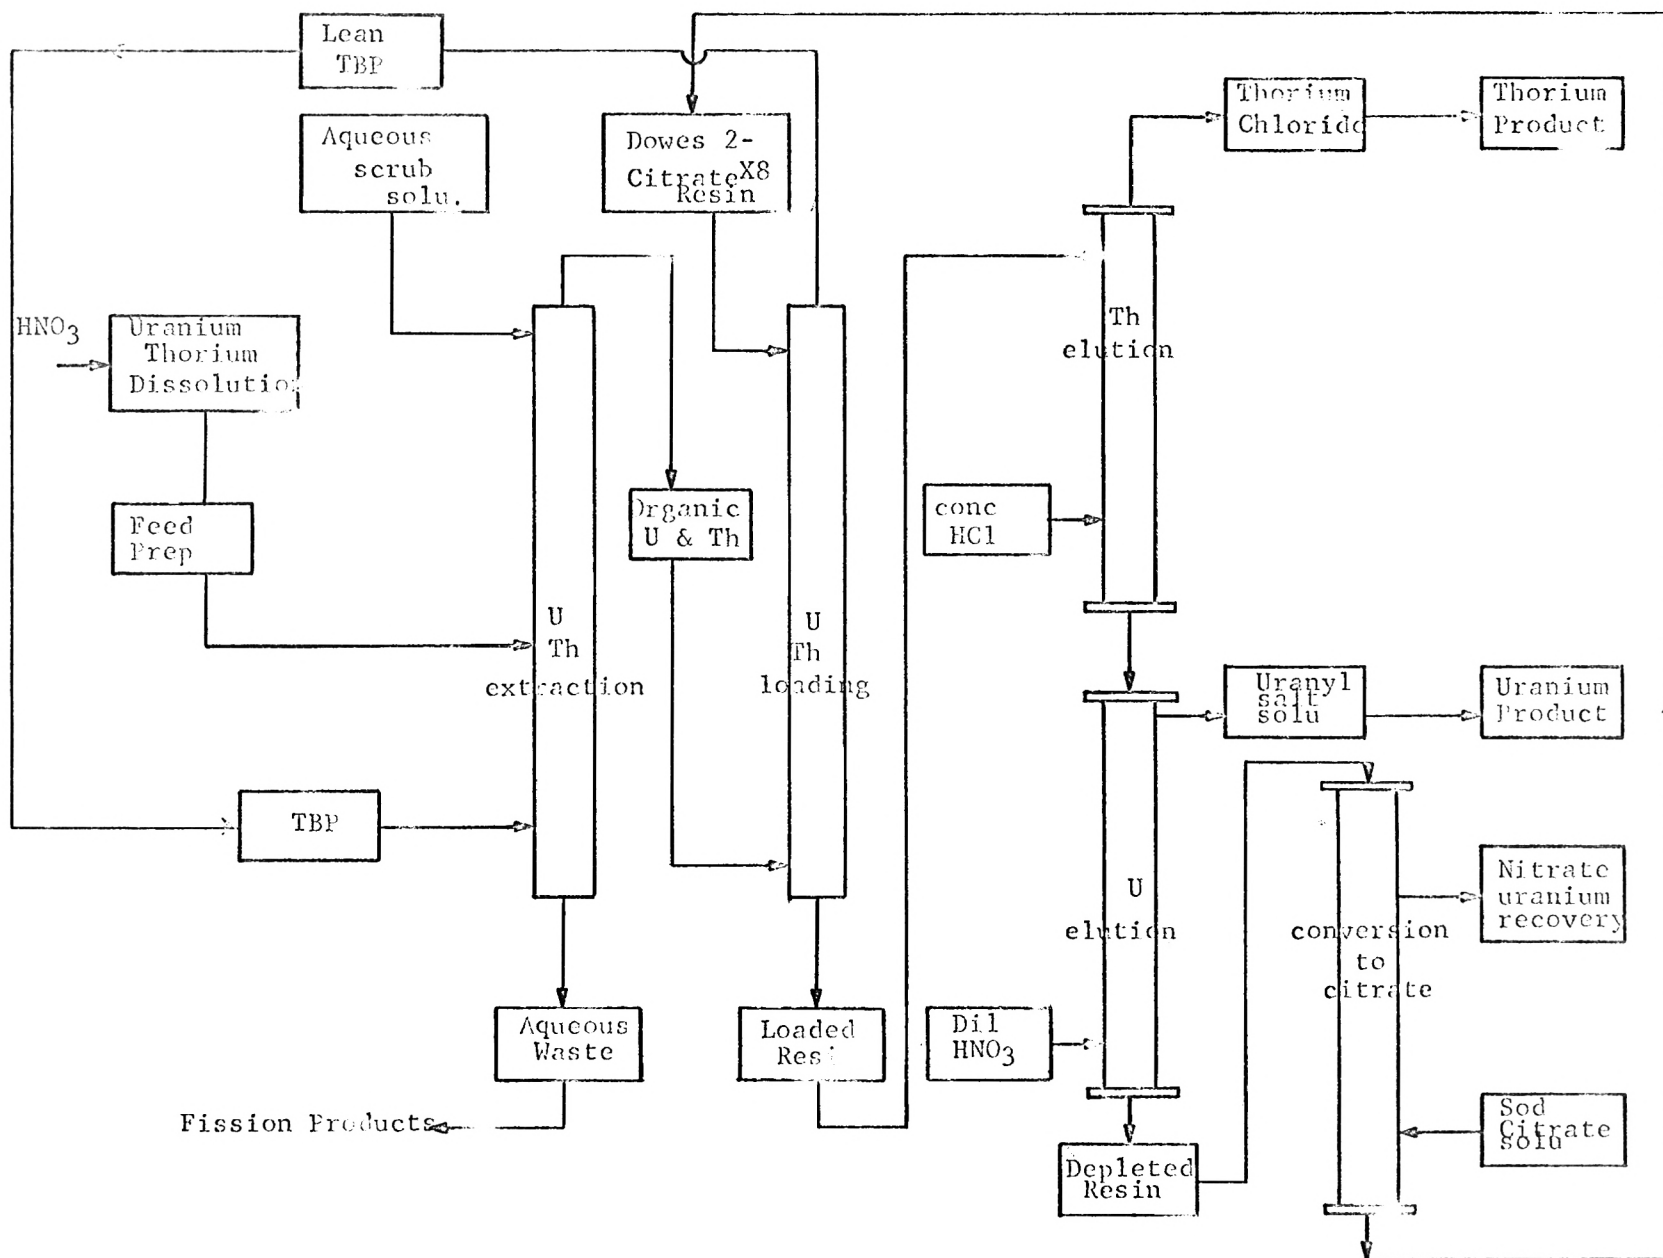 Lean
TBP
Aqueous
scrub
solu.
Dowes 2-
X8
Citrate
Resin
Thorium
Chloride
Thorium
Product
HNO3
Uranium
Thorium
Dissolution
Th
elution
Feed
Prep
Organic
U & Th
conc
HCl
U
Th
extraction
U
Th
loading
Uranyl
salt
solu
Uranium
Product
TBP
U
elution
conversion
to
citrate
Nitrate
uranium
recovery
Aqueous
Waste
Loaded
Resi
Dil
HNO3
Fission Products
Sod
Citrate
solu
Depleted
Resin